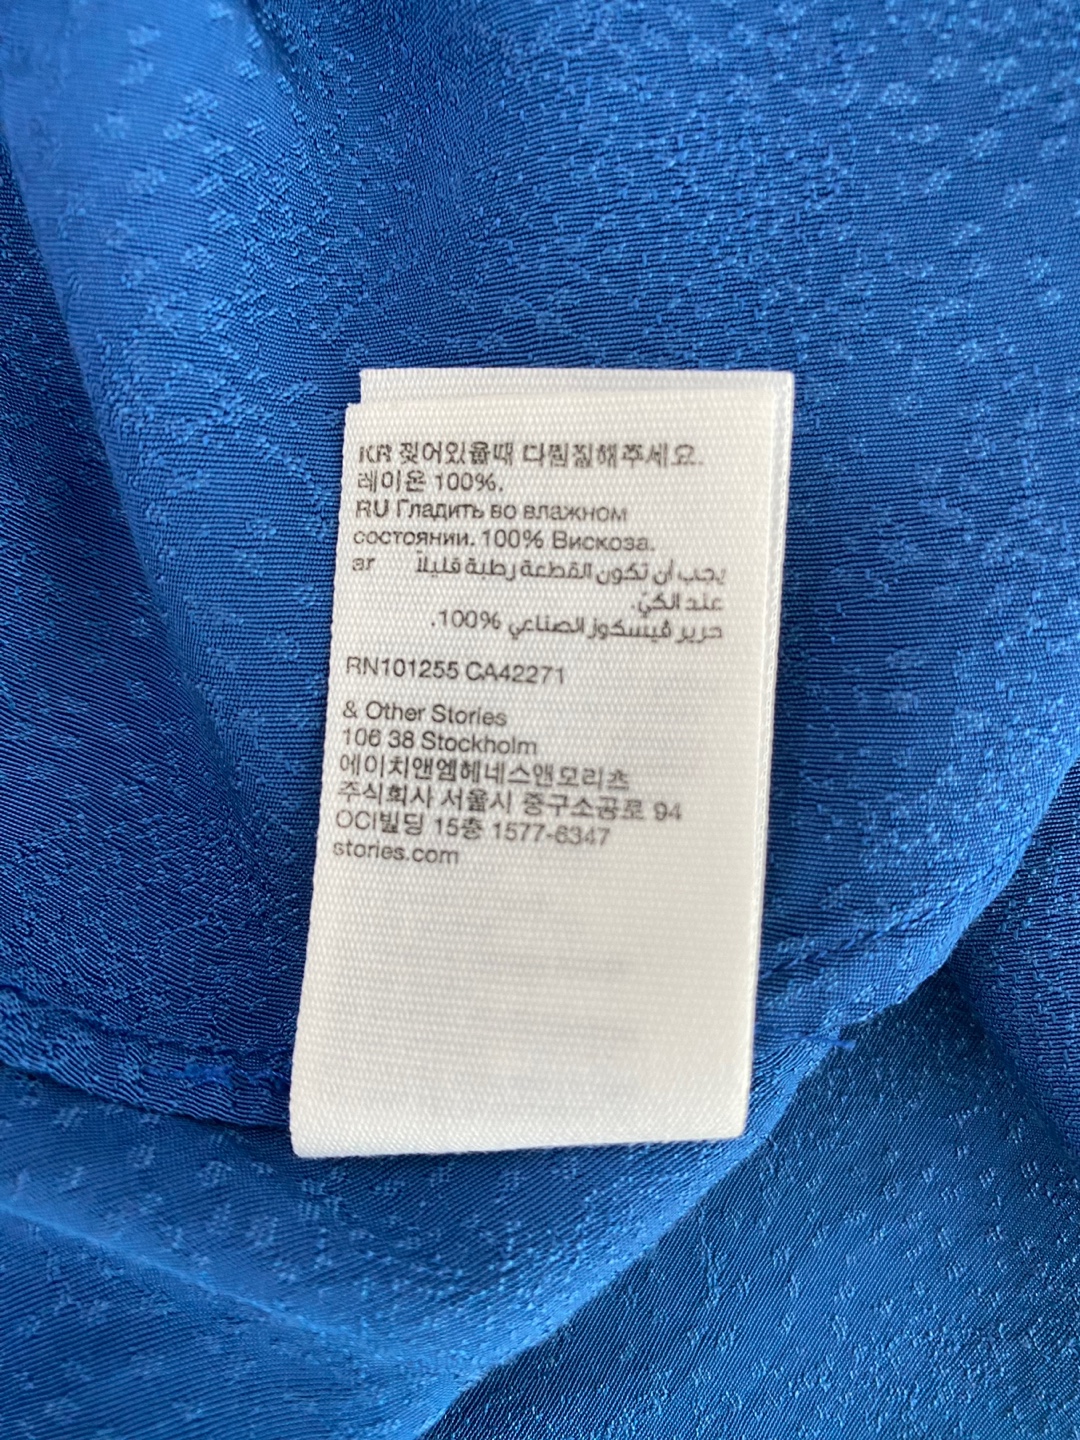 KR 젖어있을때 다림질해주세요.
레이온 100%.
RU Гладить во влажном
состоянии. 100% Вискоза.
ar يجب أن تكون القطعة رطبة قليلاً
عند الكيّ.
حرير فيسكوز الصناعي 100%.
RN101255 CA42271
& Other Stories
106 38 Stockholm
에이치앤엠헤네스앤모리츠
주식회사 서울시 중구소공로 94
OCI빌딩 15층 1577-6347
stories.com